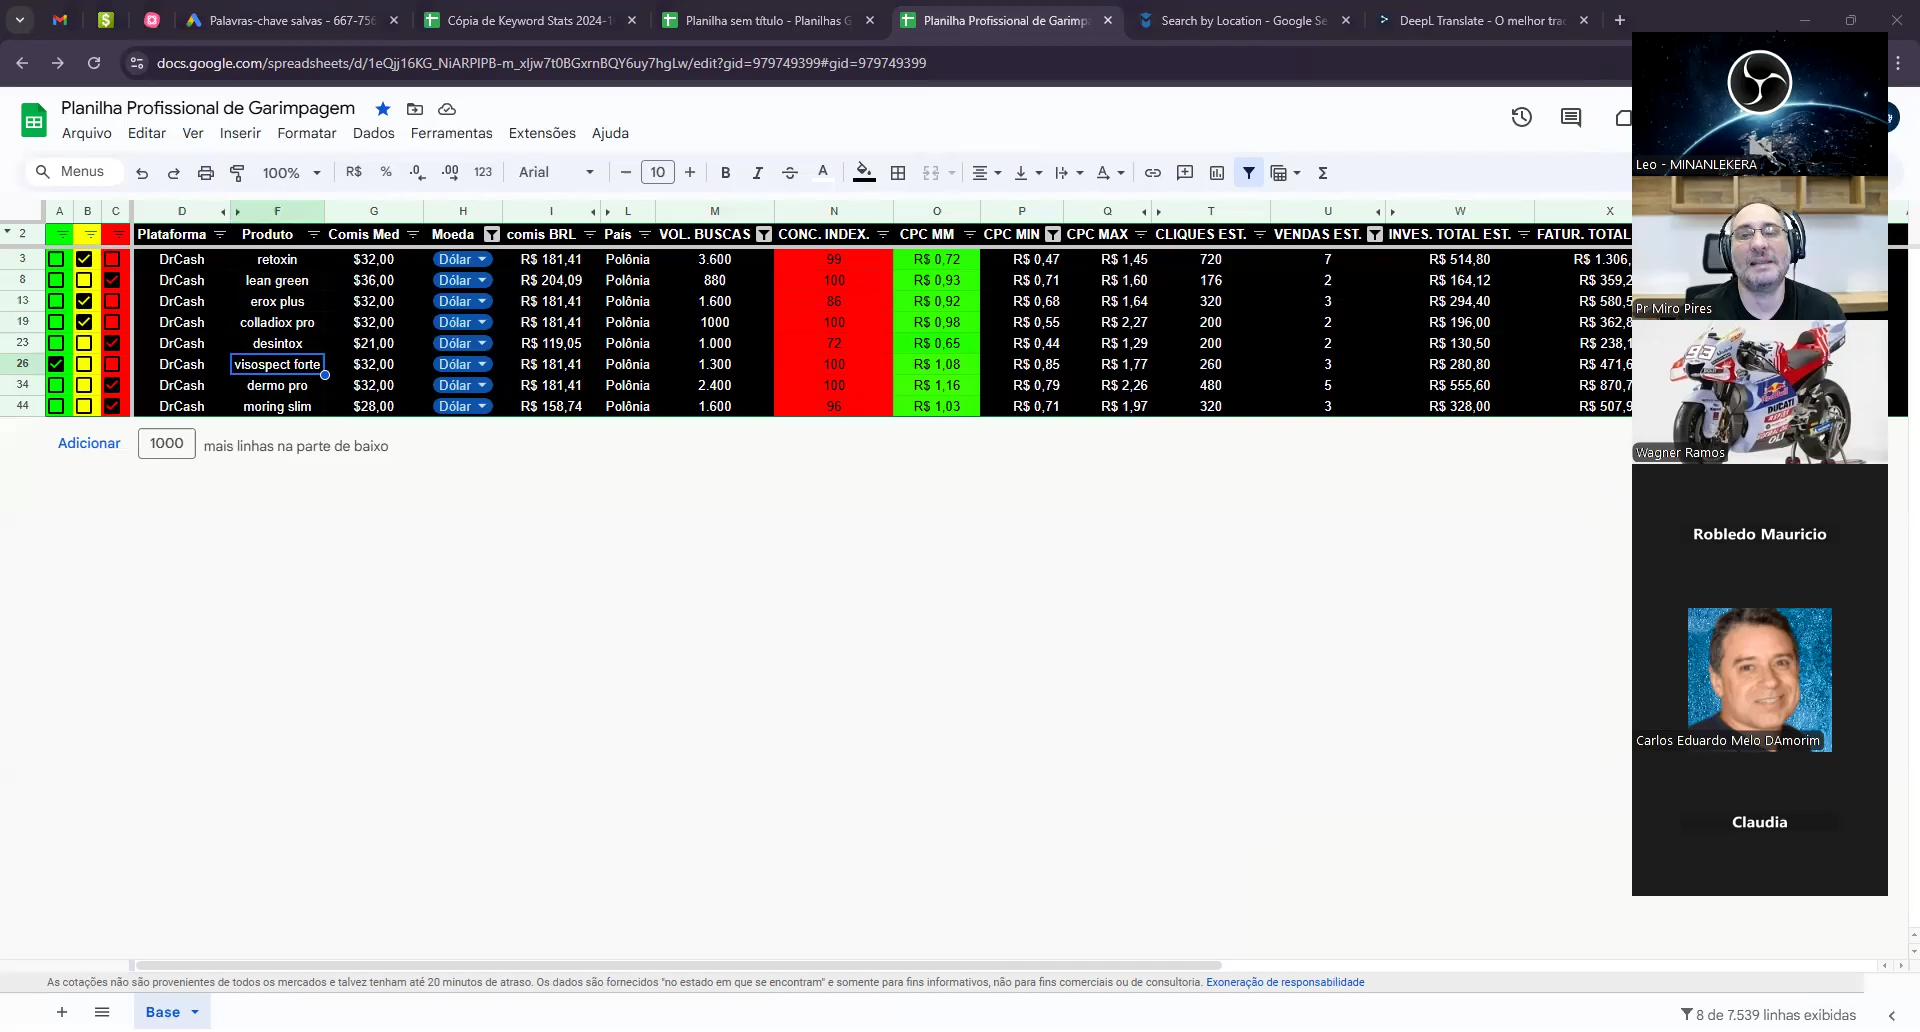 Palavras-chave salvas - 667-756
Cópia de Keyword Stats 2024-1
Planilha sem título - Planilhas G
Planilha Profissional de Garimpa
Search by Location - Google Se
DeepL Translate - O melhor tra
docs.google.com/spreadsheets/d/1eQjj16KG_NiARPlPB-m_xljw7t0BGxrnBQY6uy7hgLw/edit?gid=979749399#gid=979749399
Planilha Profissional de Garimpagem
Arquivo Editar Ver Inserir Formatar Dados Ferramentas Extensões Ajuda
Menus 100% R$ % .0 .00 123 Arial 10 B I A
A B C D F G H I L M N O P Q T U W X
2 Plataforma Produto Comis Med Moeda comis BRL País VOL. BUSCAS CONC. INDEX. CPC MM CPC MIN CPC MAX CLIQUES EST. VENDAS EST. INVES. TOTAL EST. FATUR. TOTAL
3 DrCash retoxin $32,00 Dólar R$ 181,41 Polônia 3.600 99 R$ 0,72 R$ 0,47 R$ 1,45 720 7 R$ 514,80 R$ 1.306,
8 DrCash lean green $36,00 Dólar R$ 204,09 Polônia 880 100 R$ 0,93 R$ 0,71 R$ 1,60 176 2 R$ 164,12 R$ 359,2
13 DrCash erox plus $32,00 Dólar R$ 181,41 Polônia 1.600 86 R$ 0,92 R$ 0,68 R$ 1,64 320 3 R$ 294,40 R$ 580,5
19 DrCash colladiox pro $32,00 Dólar R$ 181,41 Polônia 1000 100 R$ 0,98 R$ 0,55 R$ 2,27 200 2 R$ 196,00 R$ 362,8
23 DrCash desintox $21,00 Dólar R$ 119,05 Polônia 1.000 72 R$ 0,65 R$ 0,44 R$ 1,29 200 2 R$ 130,50 R$ 238,1
26 DrCash visospect forte $32,00 Dólar R$ 181,41 Polônia 1.300 100 R$ 1,08 R$ 0,85 R$ 1,77 260 3 R$ 280,80 R$ 471,6
34 DrCash dermo pro $32,00 Dólar R$ 181,41 Polônia 2.400 100 R$ 1,16 R$ 0,79 R$ 2,26 480 5 R$ 555,60 R$ 870,7
44 DrCash moring slim $28,00 Dólar R$ 158,74 Polônia 1.600 96 R$ 1,03 R$ 0,71 R$ 1,97 320 3 R$ 328,00 R$ 507,9
Adicionar 1000 mais linhas na parte de baixo
Leo - MINANLEKERA
Pr Miro Pires
93
Red Bull
DUCATI
Wagner Ramos
Robledo Mauricio
Carlos Eduardo Melo DAmorim
Claudia
As cotações não são provenientes de todos os mercados e talvez tenham até 20 minutos de atraso. Os dados são fornecidos "no estado em que se encontram" e somente para fins informativos, não para fins comerciais ou de consultoria. Exoneração de responsabilidade
Base
8 de 7.539 linhas exibidas